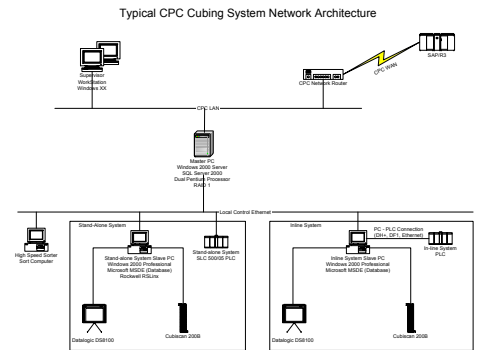 Typical CPC Cubing System Network Architecture
SAP/R3
CPC WAN
Supervisor
WorkStation
Windows XX
CPC Network Router
CPC LAN
Master PC
Windows 2000 Server
SQL Server 2000
Dual Pentium Processor
RAID 1
Local Control Ethernet
High Speed Sorter
Sort Computer
Stand-Alone System
Stand-alone System Slave PC
Windows 2000 Professional
Microsoft MSDE (Database)
Rockwell RSLinx
Stand-alone System
SLC 500/05 PLC
Datalogic DS8100
Cubiscan 200B
Inline System
PC - PLC Connection
(DH+, DF1, Ethernet)
In-line System
PLC
Inline System Slave PC
Windows 2000 Professional
Microsoft MSDE (Database)
Datalogic DS8100
Cubiscan 200B